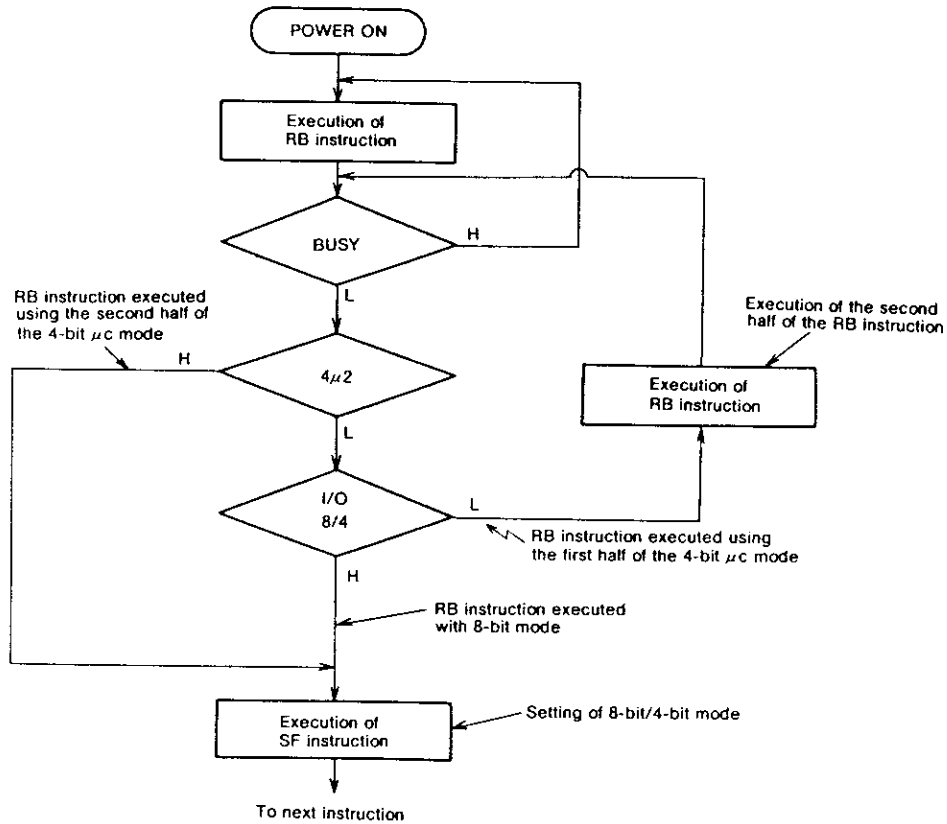 POWER ON
Execution of
RB instruction
BUSY
H
L
RB instruction executed
using the second half of
the 4-bit μc mode
H
4μ2
L
Execution of the second
half of the RB instruction
Execution of
RB instruction
I/O
8/4
L
RB instruction executed using
the first half of the 4-bit μc mode
H
RB instruction executed
with 8-bit mode
Execution of
SF instruction
Setting of 8-bit/4-bit mode
To next instruction